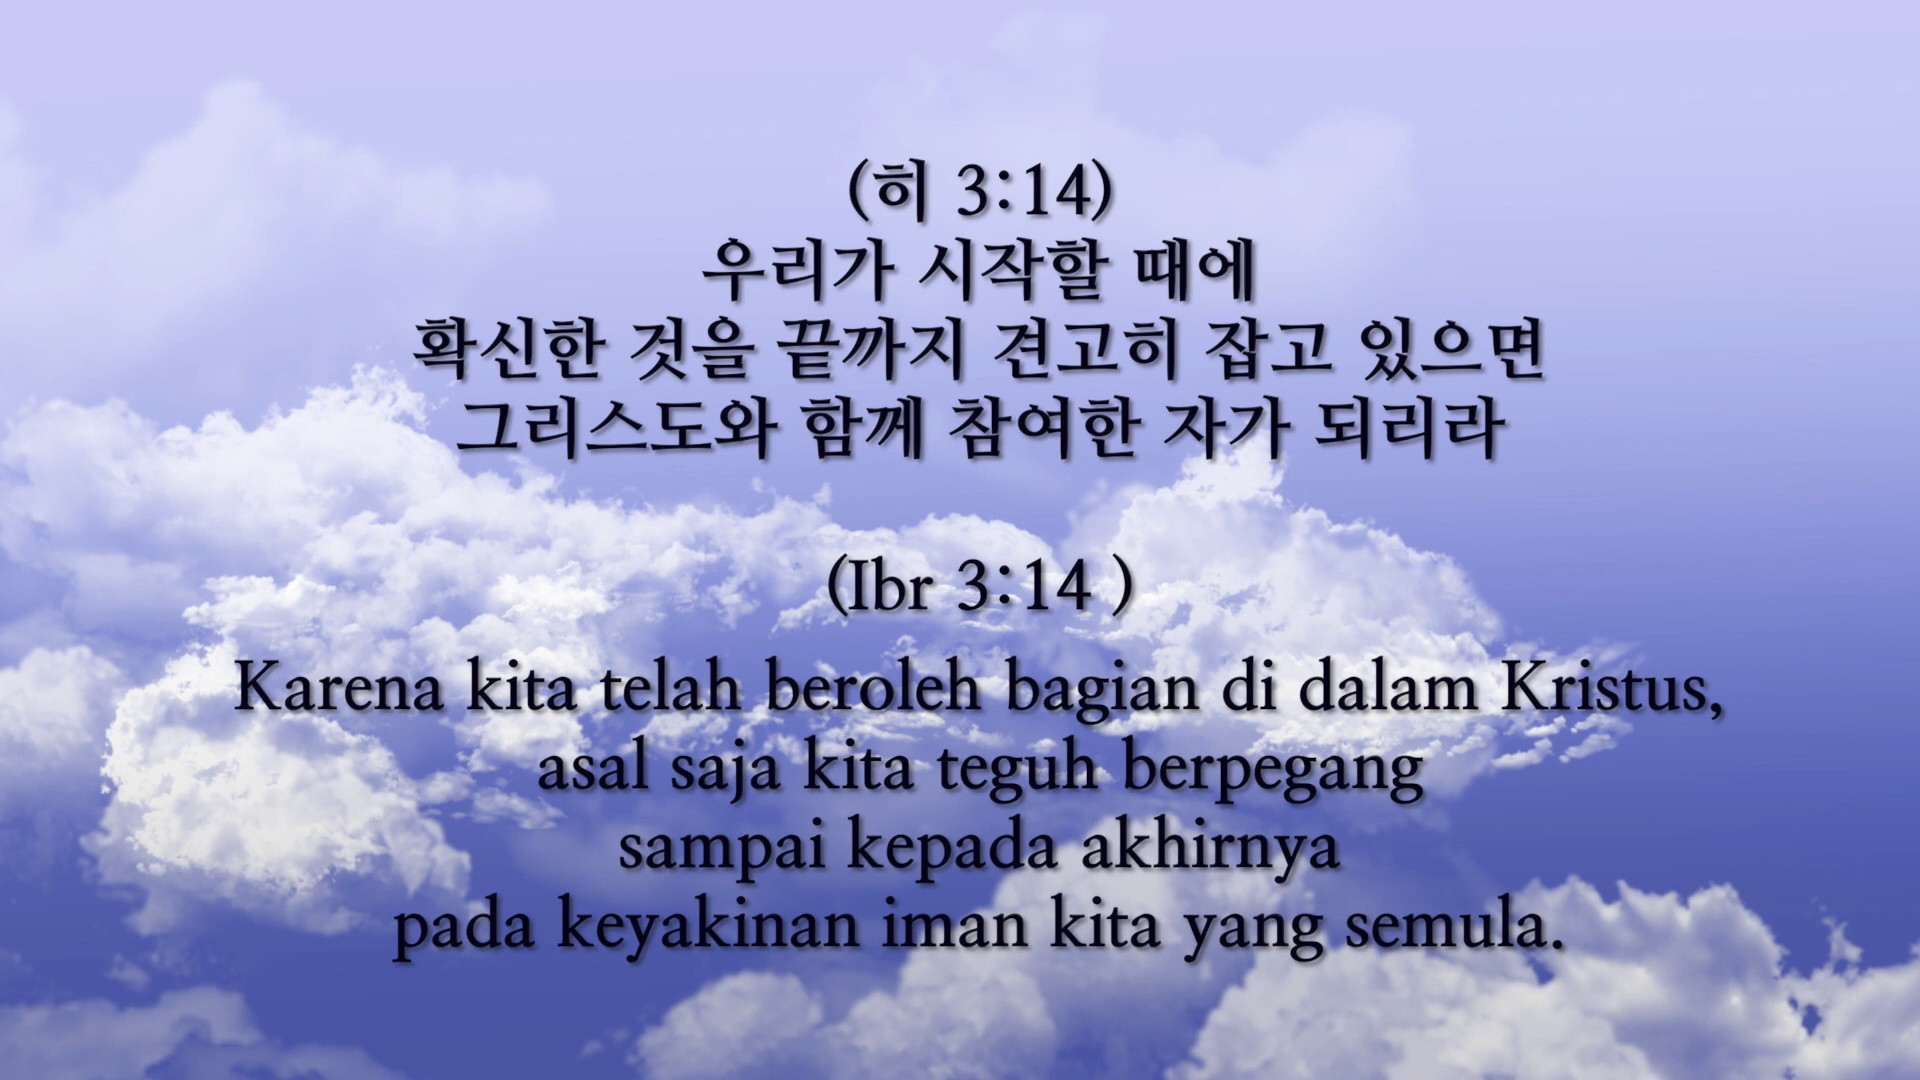 (히 3:14)
우리가 시작할 때에
확신한 것을 끝까지 견고히 잡고 있으면
그리스도와 함께 참여한 자가 되리라
(Ibr 3:14 )
Karena kita telah beroleh bagian di dalam Kristus,
asal saja kita teguh berpegang
sampai kepada akhirnya
pada keyakinan iman kita yang semula.